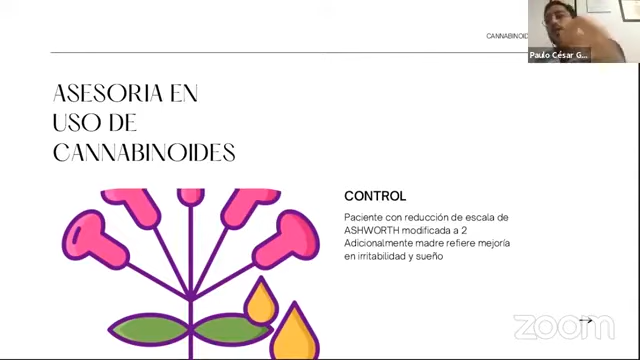 CANNABINOID
Paulo César G...
ASESORIA EN
USO DE
CANNABINOIDES
CONTROL
Paciente con reducción de escala de
ASHWORTH modificada a 2
Adicionalmente madre refiere mejoría
en irritabilidad y sueño
zoom